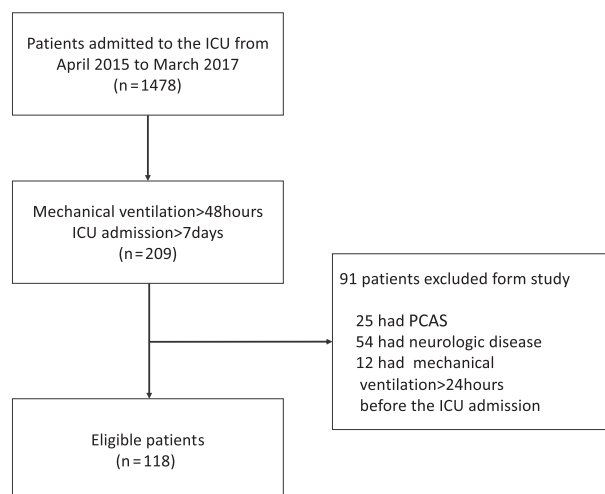 Patients admitted to the ICU from
April 2015 to March 2017
(n=1478)
Mechanical ventilation>48hours
ICU admission>7days
(n=209)
91 patients excluded form study
25 had PCAS
54 had neurologic disease
12 had mechanical
ventilation>24hours
before the ICU admission
Eligible patients
(n=118)